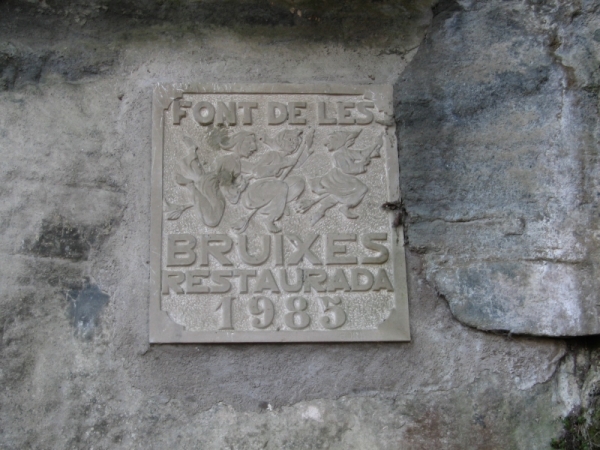 FONT DE LES
BRUIXES
RESTAURADA
1985